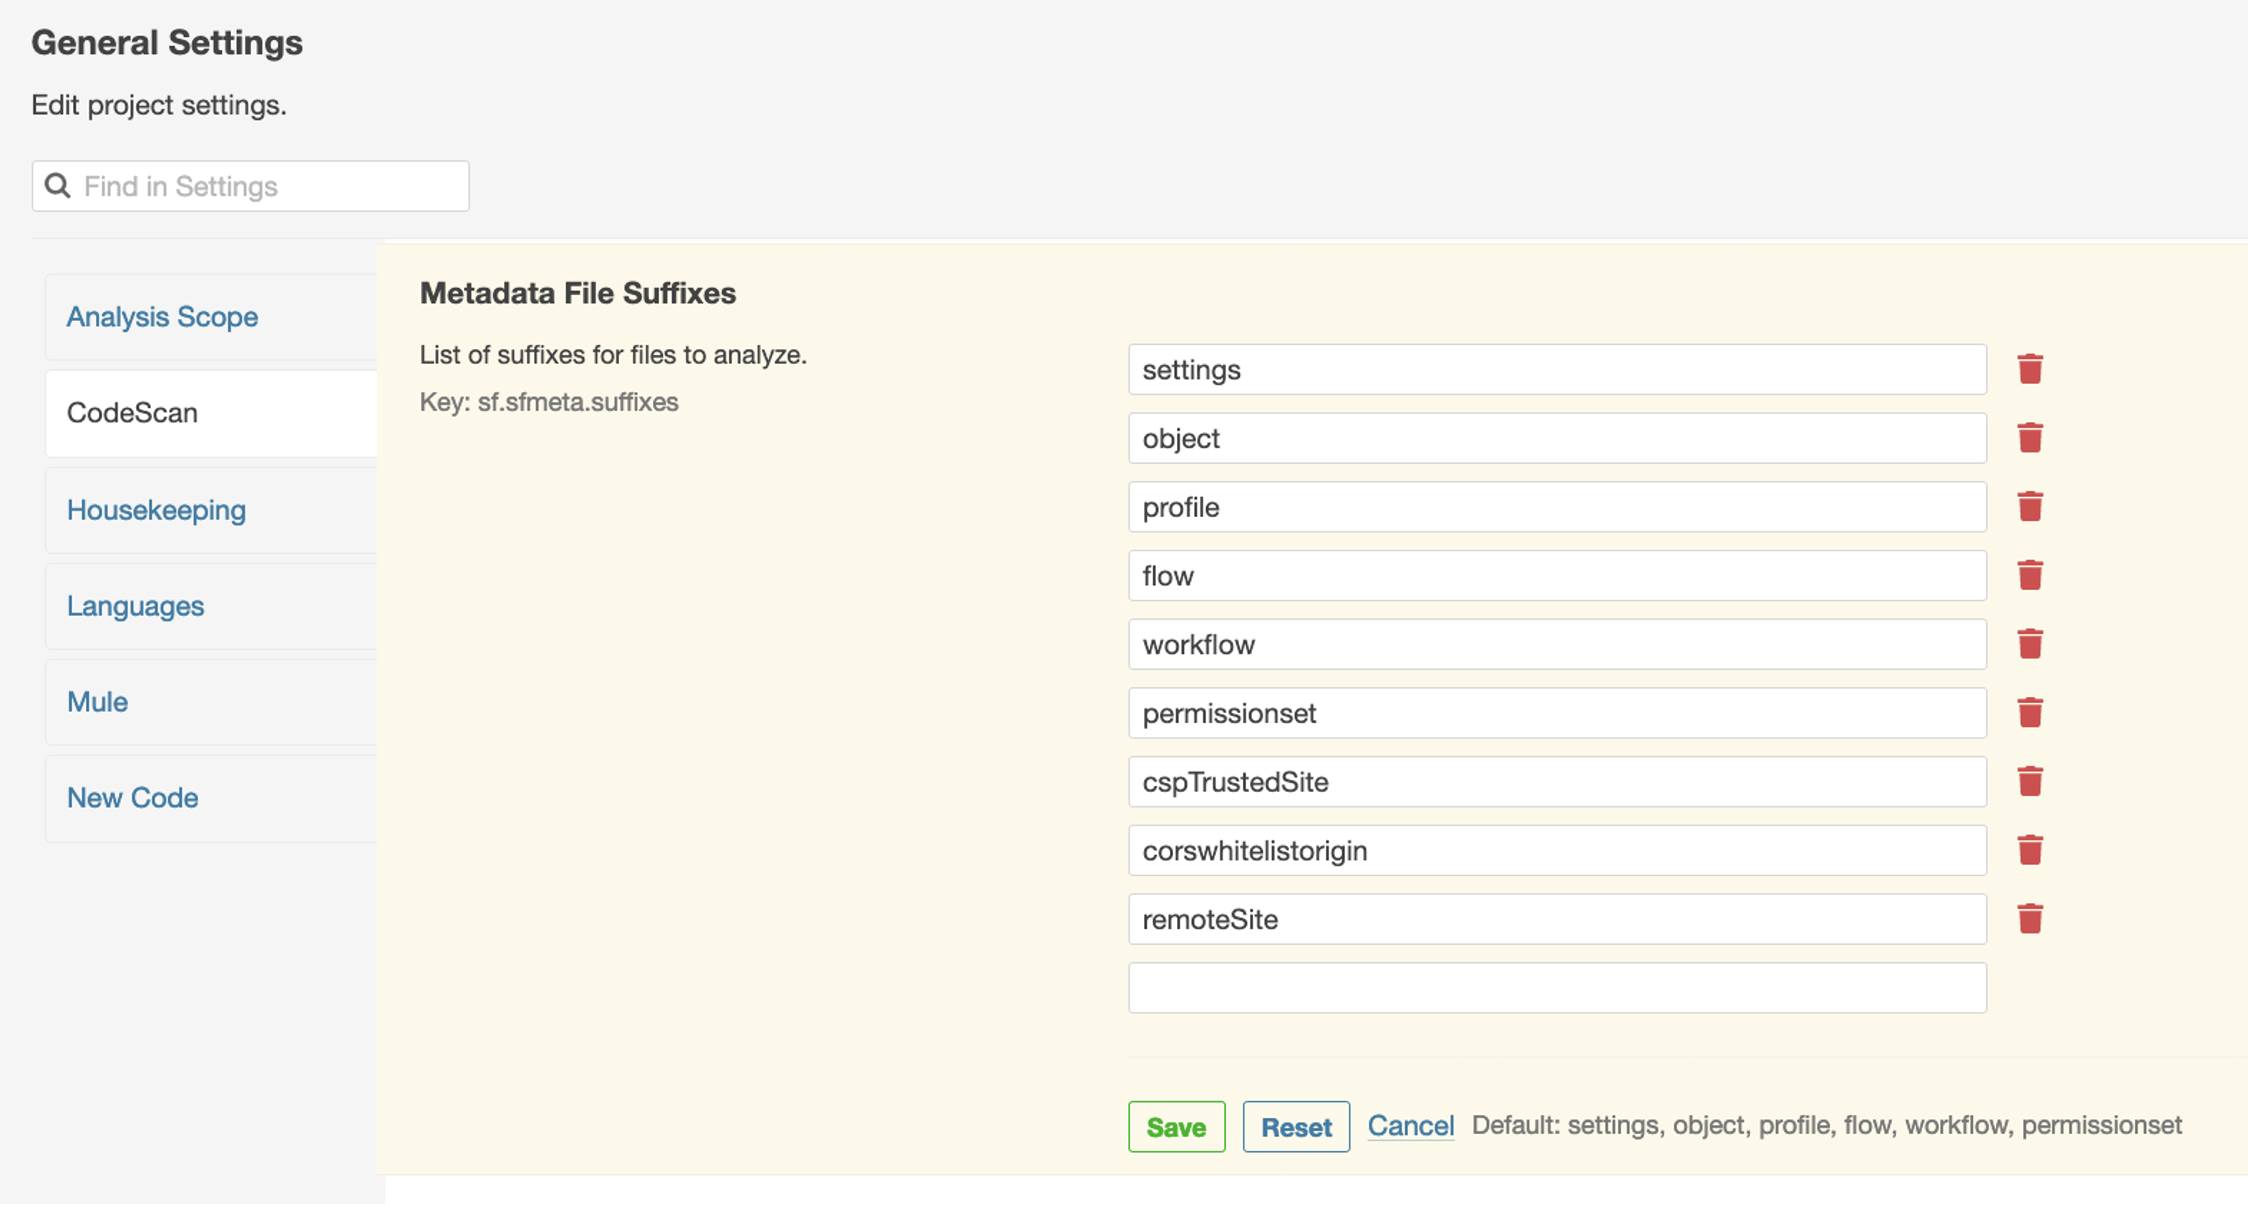 General Settings
Edit project settings.
Find in Settings
Analysis Scope
CodeScan
Housekeeping
Languages
Mule
New Code
Metadata File Suffixes
List of suffixes for files to analyze.
Key: sf.sfmeta.suffixes
settings
object
profile
flow
workflow
permissionset
cspTrustedSite
corswhitelistorigin
remoteSite
Save Reset Cancel Default: settings, object, profile, flow, workflow, permissionset